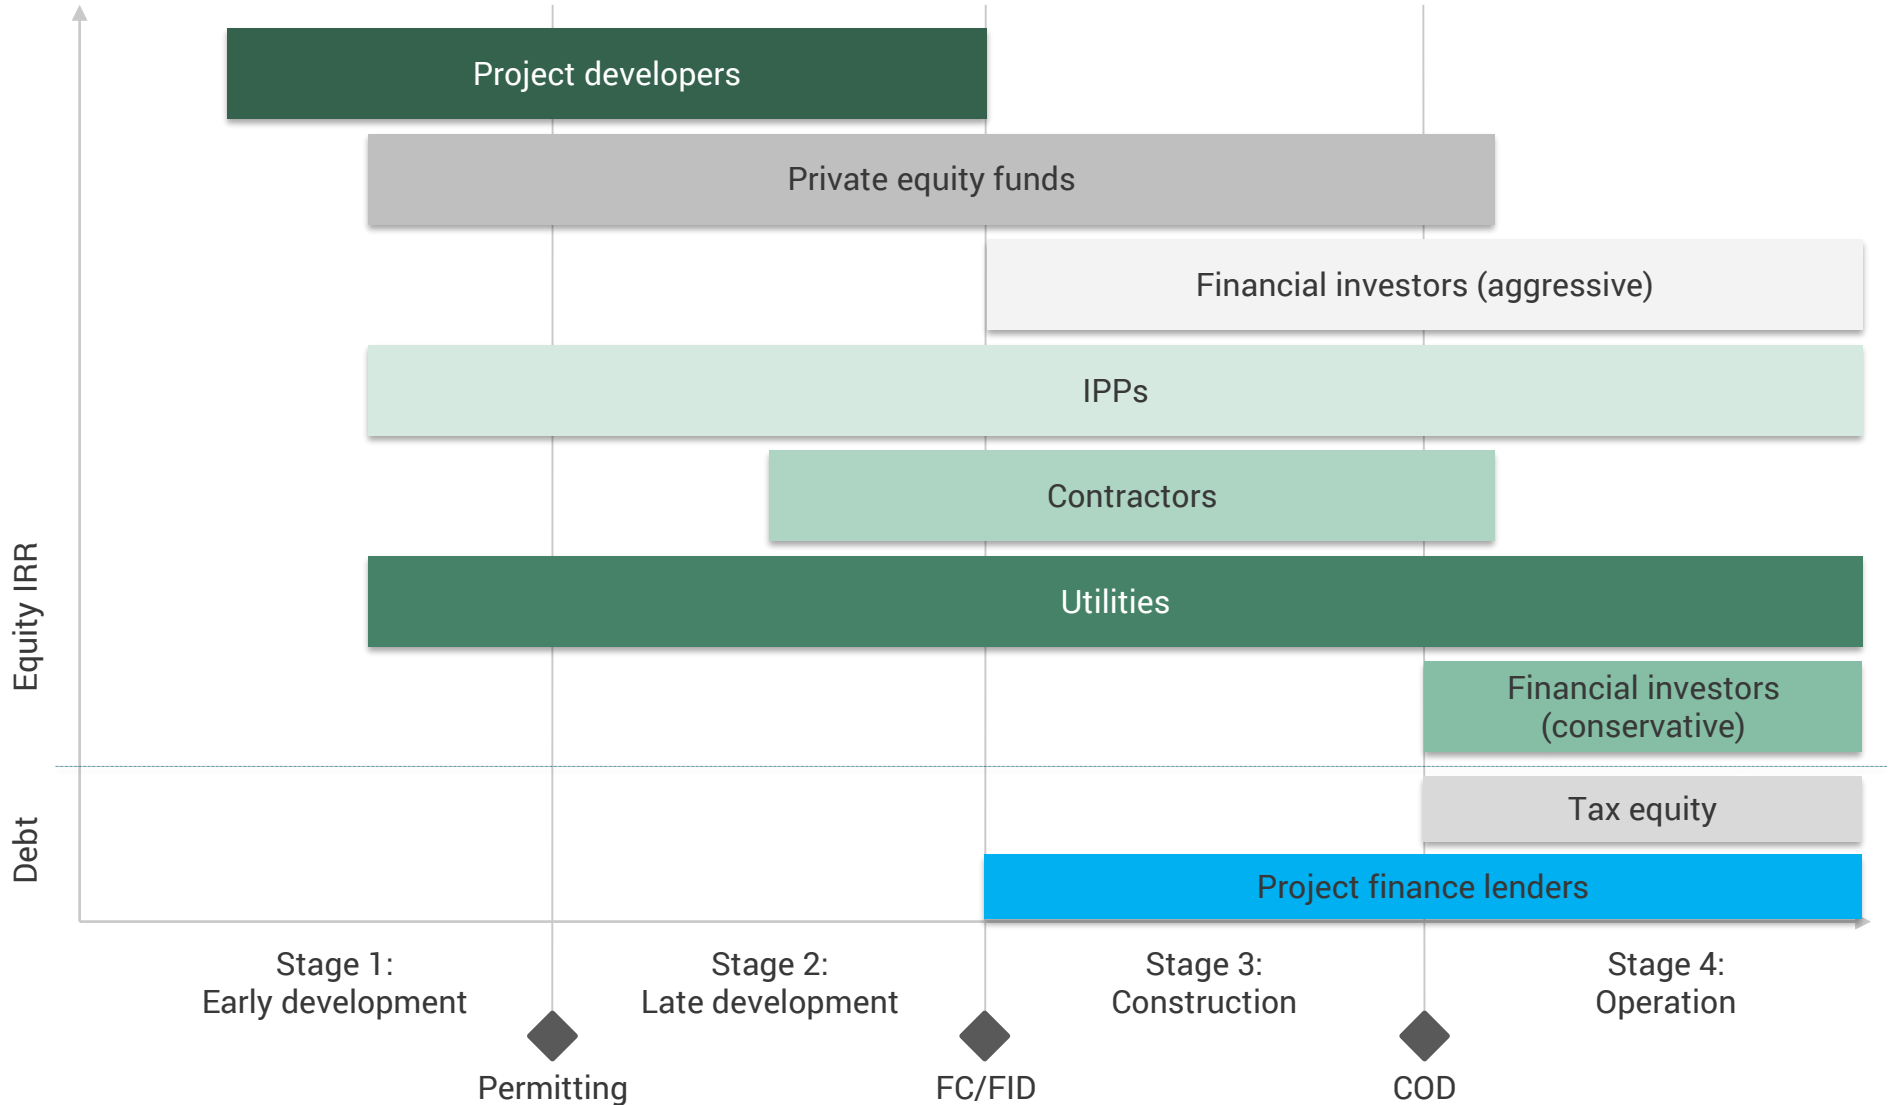 Project developers
Private equity funds
Financial investors (aggressive)
IPPs
Contractors
Utilities
Financial investors
(conservative)
Equity IRR
Tax equity
Debt
Project finance lenders
Stage 1:
Early development
Stage 2:
Late development
Stage 3:
Construction
Stage 4:
Operation
Permitting
FC/FID
COD